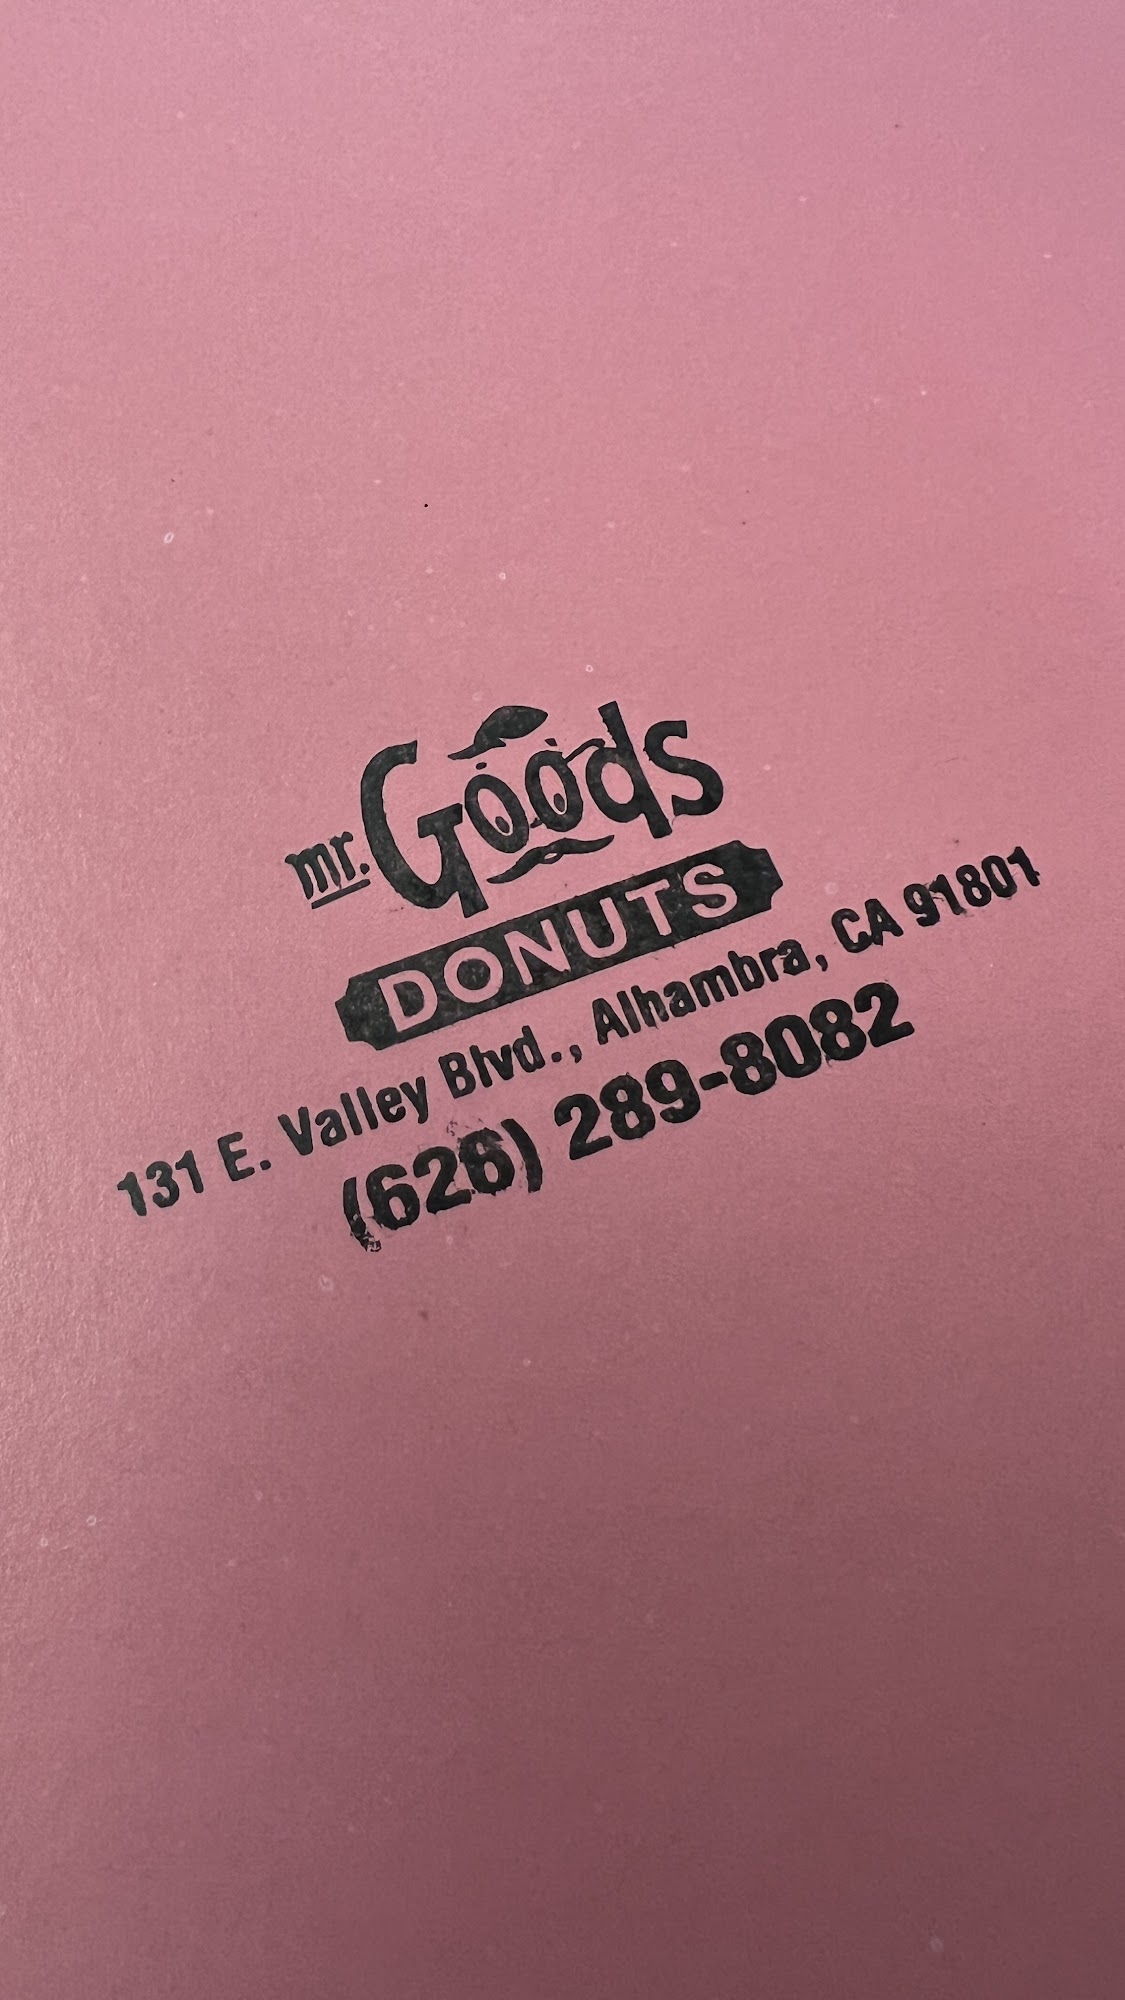 mr. Goods
DONUTS
131 E. Valley Blvd., Alhambra, CA 91801
(626) 289-8082